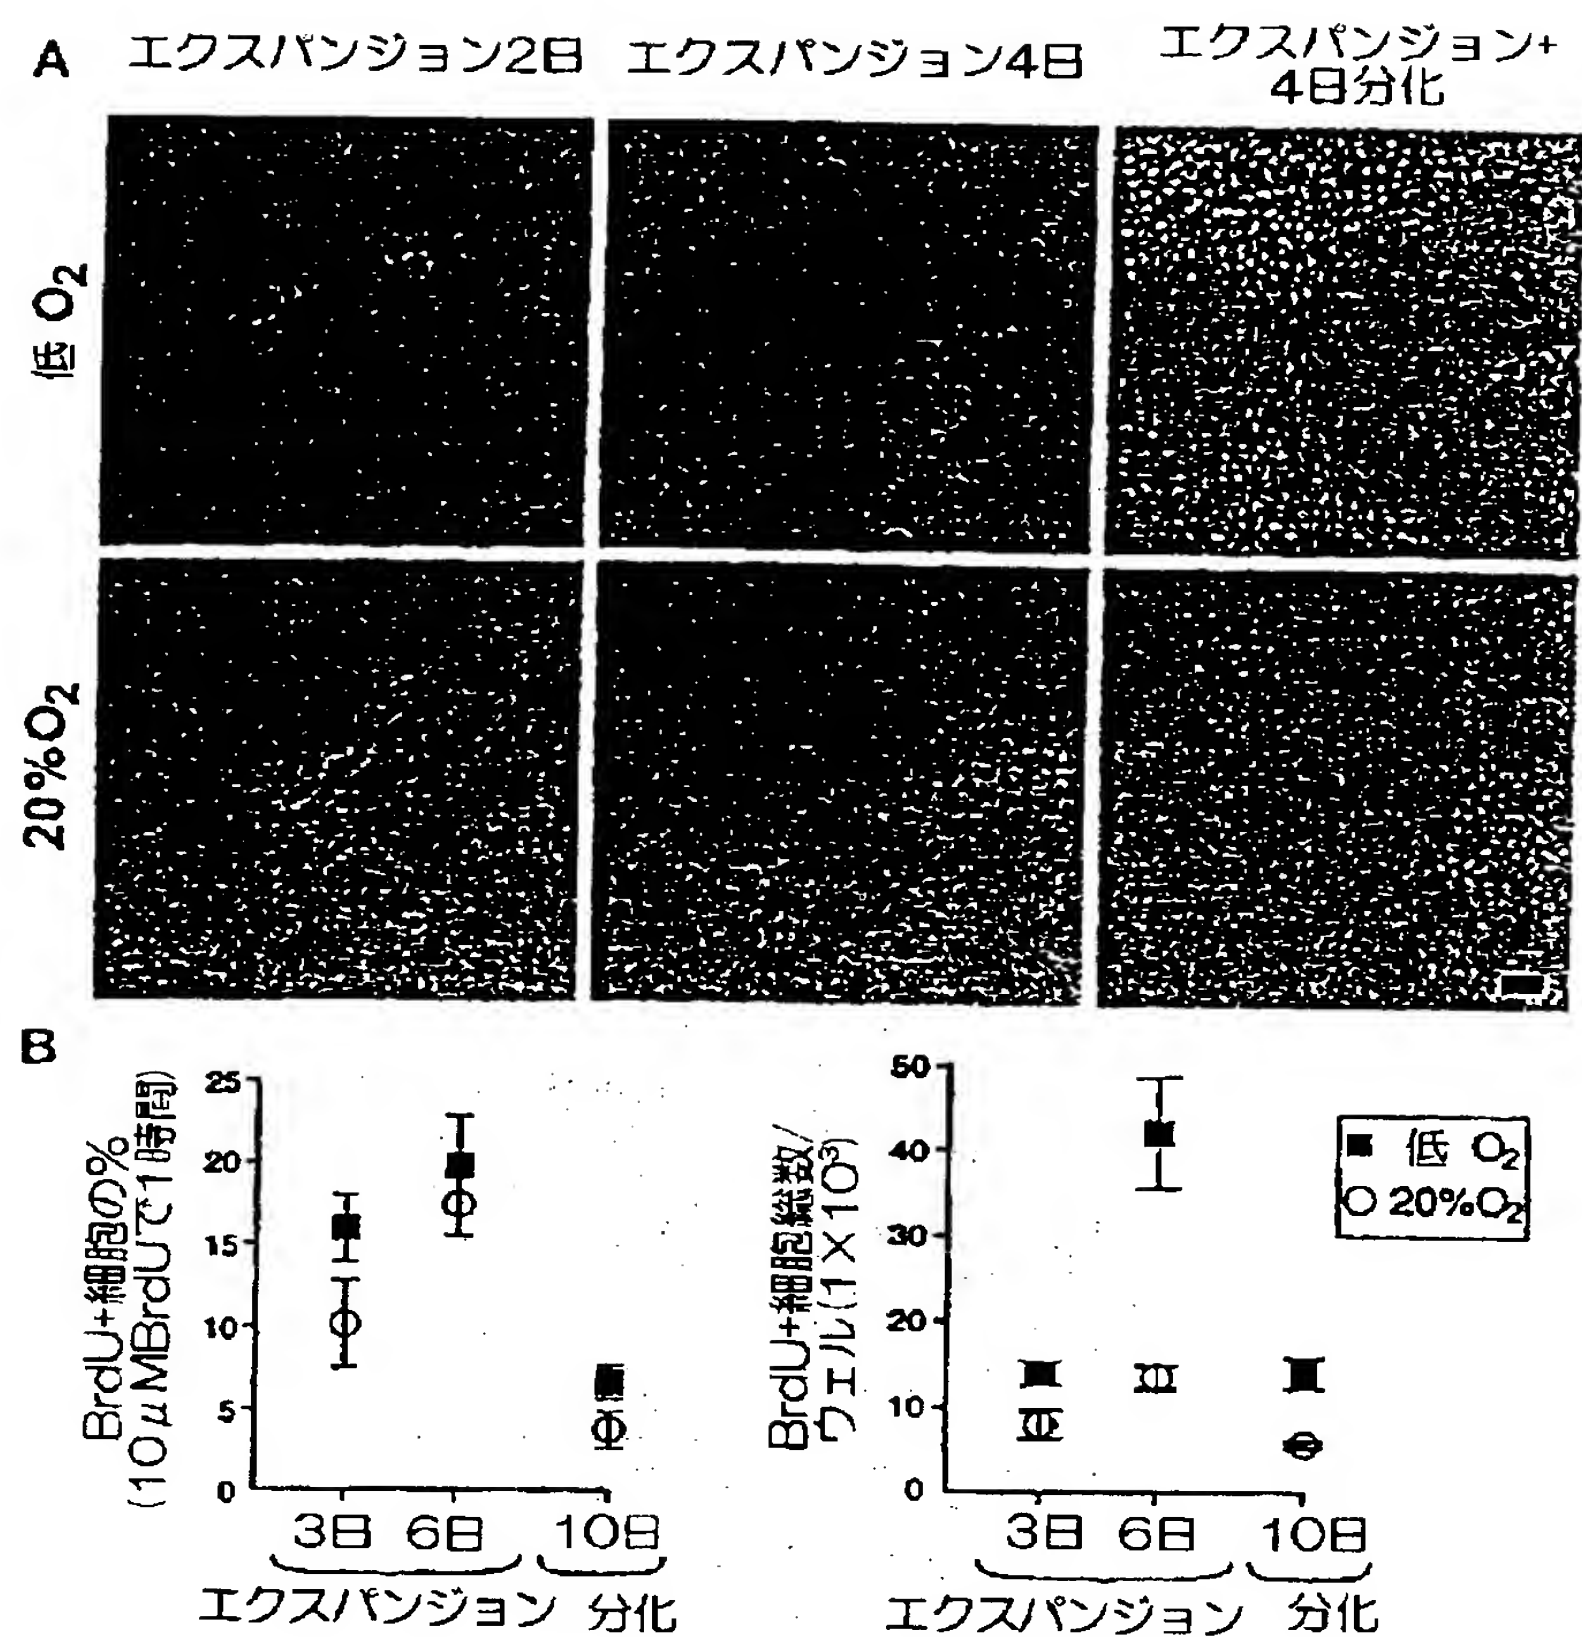 A
エクスパンジョン2日
エクスパンジョン4日
エクスパンジョン+
4日分化
低 O₂
20%O₂
B
BrdU+細胞の%
(10μMBrdUで1時間)
25
20
15
10
5
0
3日 6日 10日
エクスパンジョン 分化
BrdU+細胞総数/
ウェル(1×10³)
50
40
30
20
10
0
3日 6日 10日
エクスパンジョン 分化
低 O₂
20%O₂